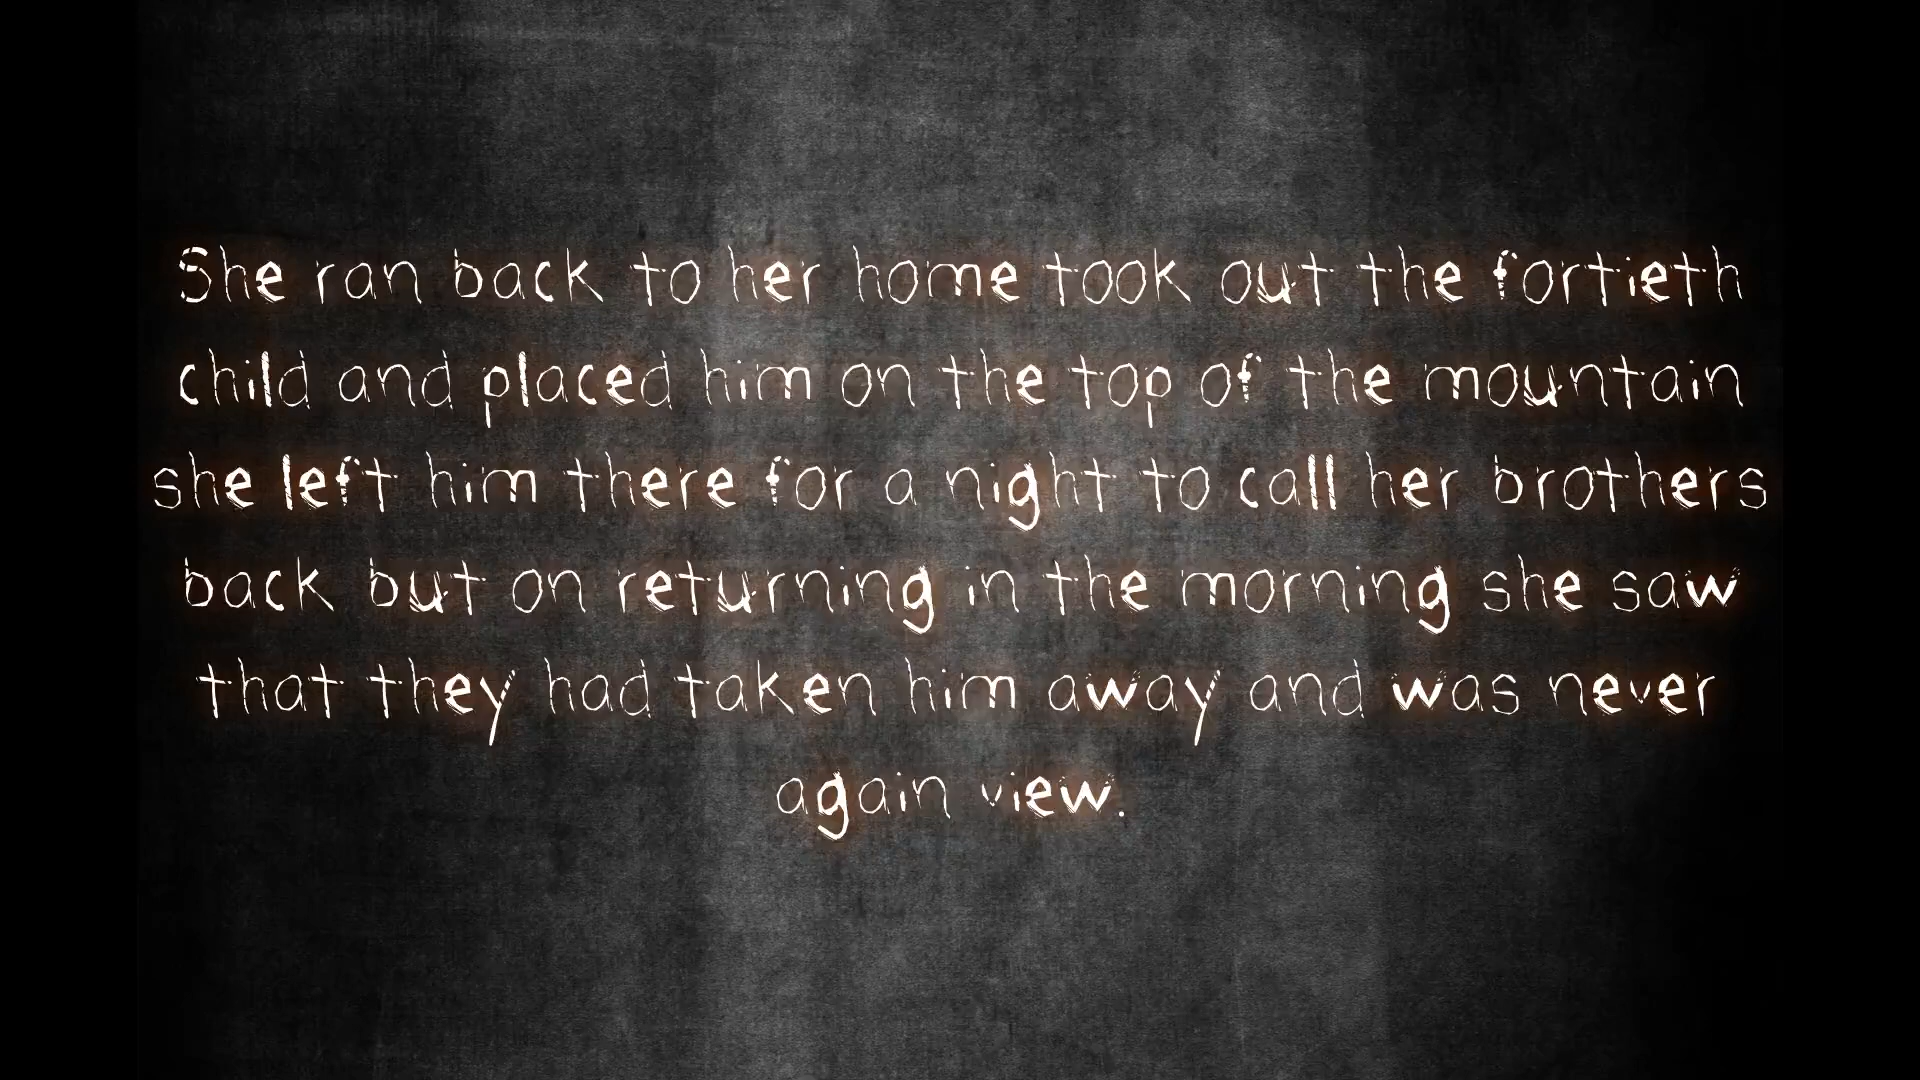 She ran back to her home took out the fortieth
child and placed him on the top of the mountain
she left him there for a night to call her brothers
back but on returning in the morning she saw
that they had taken him away and was never
again view.